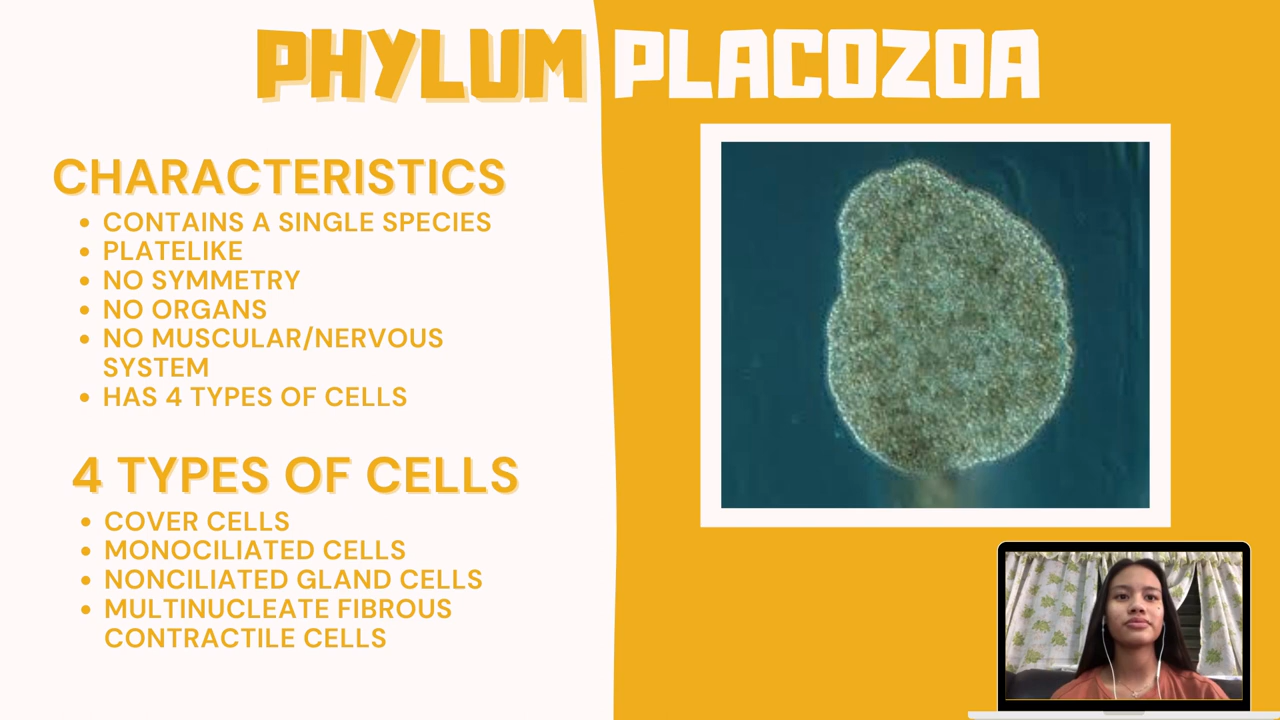 PHYLUM PLACOZOA
CHARACTERISTICS
• CONTAINS A SINGLE SPECIES
• PLATELIKE
• NO SYMMETRY
• NO ORGANS
• NO MUSCULAR/NERVOUS
SYSTEM
• HAS 4 TYPES OF CELLS
4 TYPES OF CELLS
• COVER CELLS
• MONOCILIATED CELLS
• NONCILIATED GLAND CELLS
• MULTINUCLEATE FIBROUS
CONTRACTILE CELLS